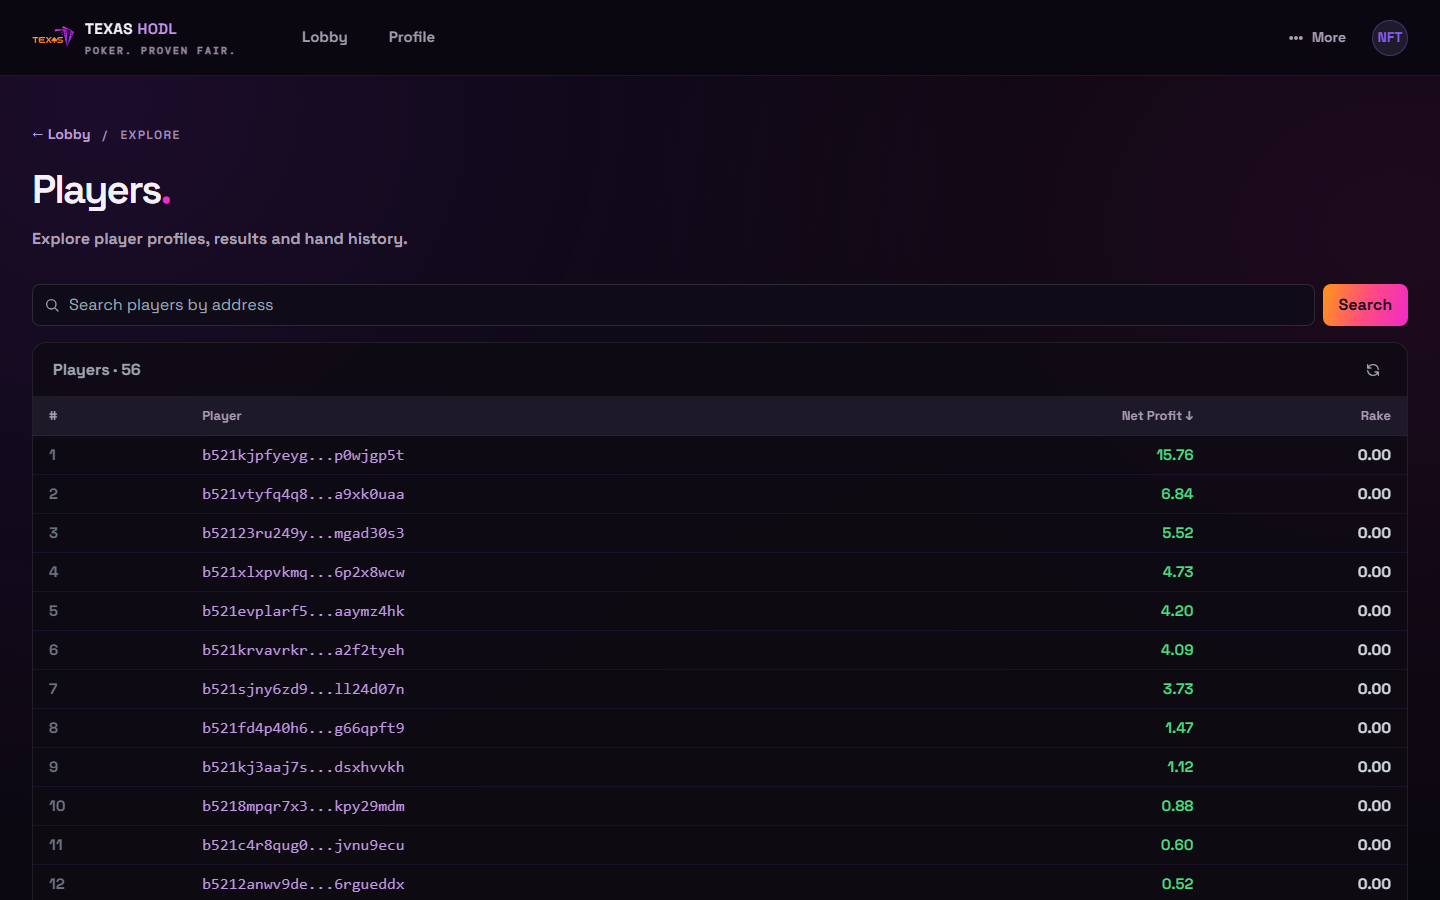 TEXAS
TEXAS HODL
POKER. PROVEN FAIR.
Lobby
Profile
••• More
NFT
← Lobby / EXPLORE
Players.
Explore player profiles, results and hand history.
Search players by address
Search
Players · 56
# Player Net Profit ↓ Rake
1 b521kjpfyeyg...p0wjgp5t 15.76 0.00
2 b521vtyfq4q8...a9xk0uaa 6.84 0.00
3 b52123ru249y...mgad30s3 5.52 0.00
4 b521xlxpvkmq...6p2x8wcw 4.73 0.00
5 b521evplarf5...aaymz4hk 4.20 0.00
6 b521krvavrkr...a2f2tyeh 4.09 0.00
7 b521sjny6zd9...ll24d07n 3.73 0.00
8 b521fd4p40h6...g66qpft9 1.47 0.00
9 b521kj3aaj7s...dsxhvvkh 1.12 0.00
10 b5218mpqr7x3...kpy29mdm 0.88 0.00
11 b521c4r8qug0...jvnu9ecu 0.60 0.00
12 b5212anwv9de...6rgueddx 0.52 0.00